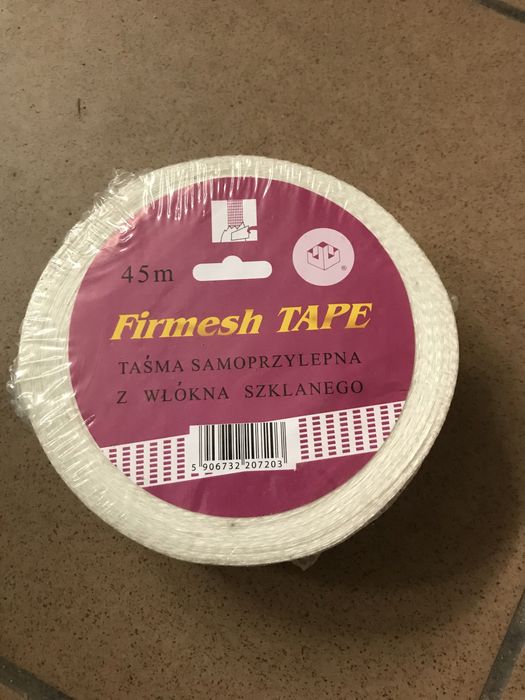 45m
®
Firmesh TAPE
TAŚMA SAMOPRZYLEPNA
Z WŁÓKNA SZKLANEGO
5 906732 207203